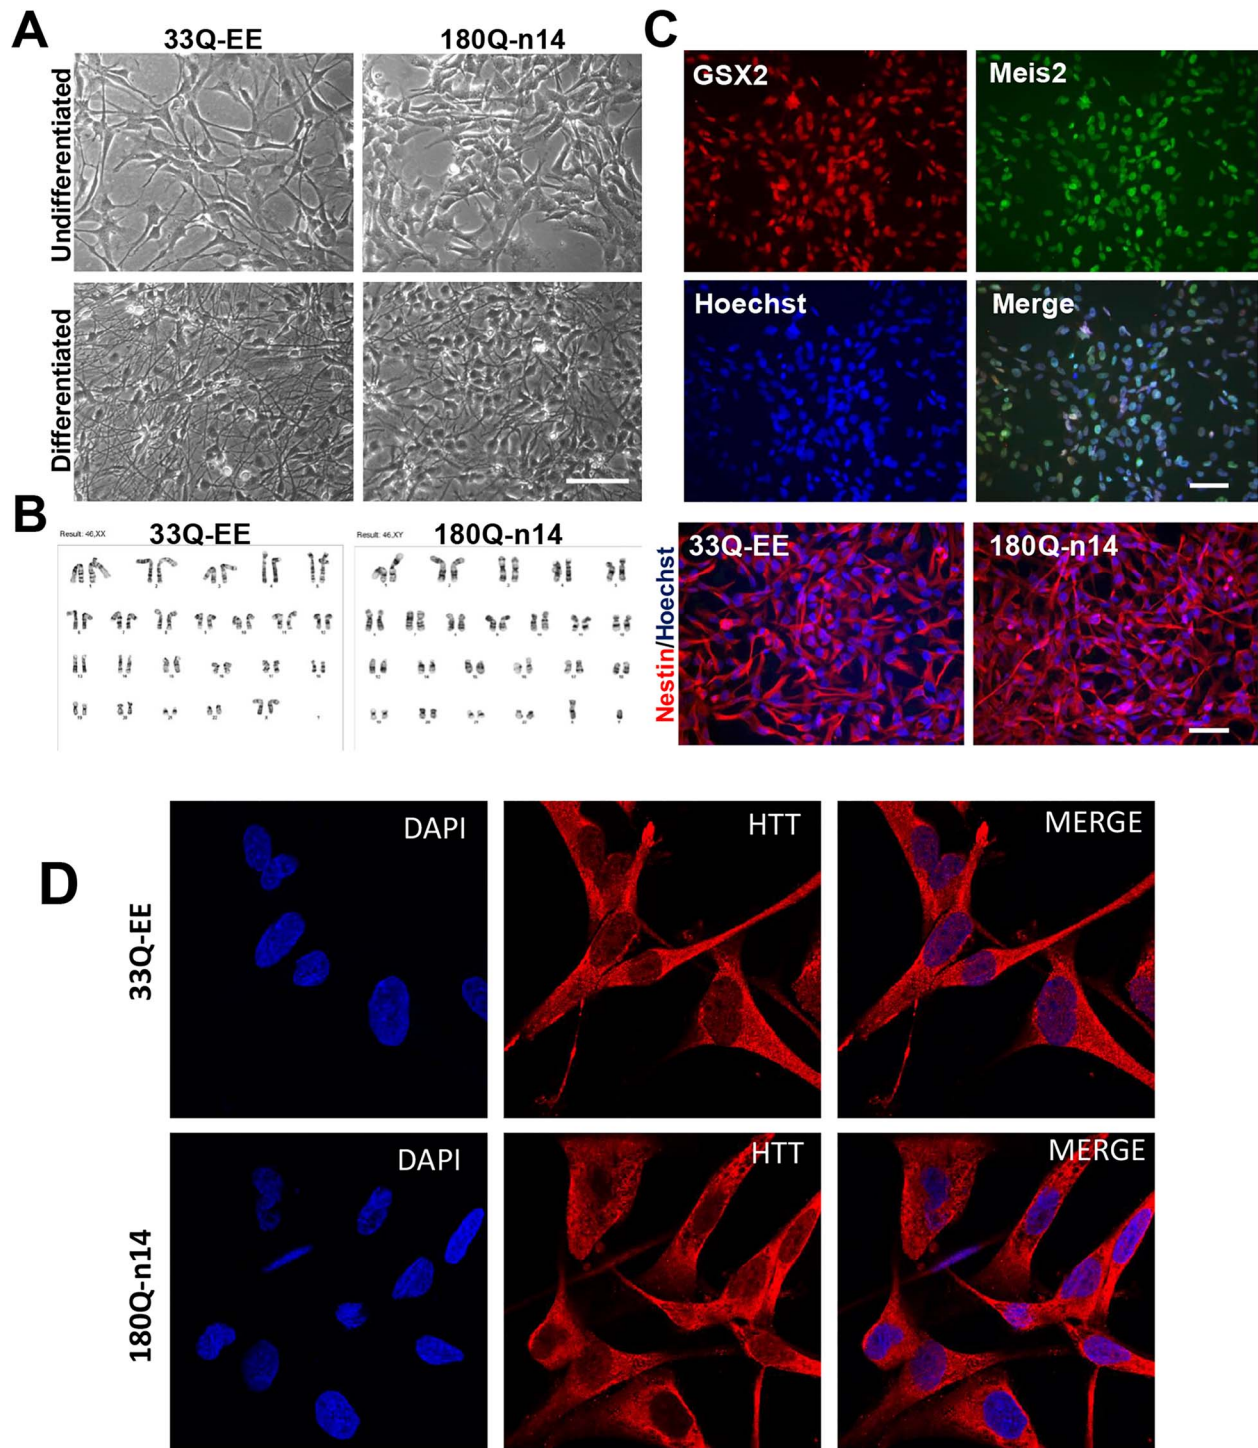 A
33Q-EE
180Q-n14
Undifferentiated
Differentiated
B
33Q-EE
180Q-n14
Result: 46,XX
Result: 46,XY
C
GSX2
Meis2
Hoechst
Merge
Nestin/Hoechst
33Q-EE
180Q-n14
D
33Q-EE
DAPI
HTT
MERGE
180Q-n14
DAPI
HTT
MERGE